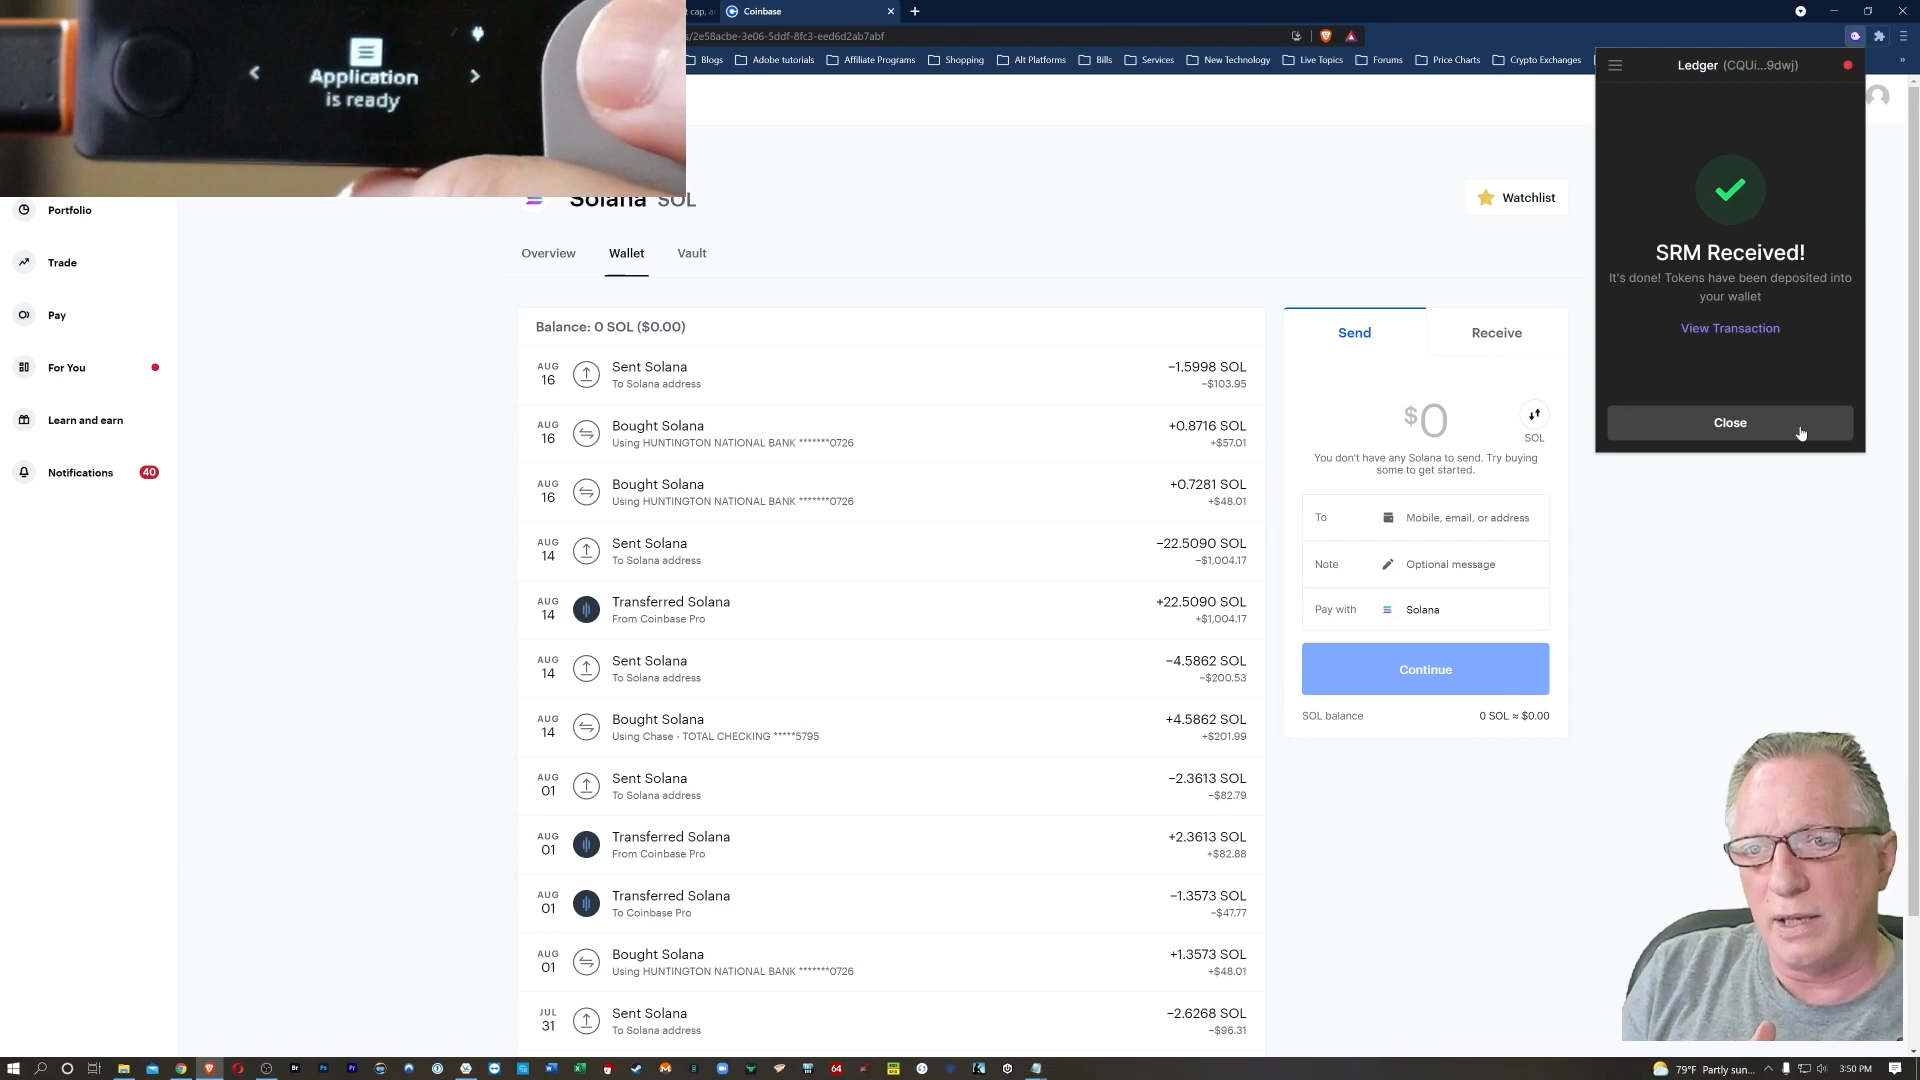 Application
is ready
t cap, a
Coinbase
s/2e58acbe-3e06-5ddf-8fc3-eed6d2ab7abf
Blogs
Adobe tutorials
Affiliate Programs
Shopping
Alt Platforms
Bills
Services
New Technology
Live Topics
Forums
Price Charts
Crypto Exchanges
Portfolio
Trade
Pay
For You
Learn and earn
Notifications 40
Solana SOL
Watchlist
Overview
Wallet
Vault
Balance: 0 SOL ($0.00)
AUG 16
Sent Solana
To Solana address
−1.5998 SOL
−$103.95
AUG 16
Bought Solana
Using HUNTINGTON NATIONAL BANK *******0726
+0.8716 SOL
+$57.01
AUG 16
Bought Solana
Using HUNTINGTON NATIONAL BANK *******0726
+0.7281 SOL
+$48.01
AUG 14
Sent Solana
To Solana address
−22.5090 SOL
−$1,004.17
AUG 14
Transferred Solana
From Coinbase Pro
+22.5090 SOL
+$1,004.17
AUG 14
Sent Solana
To Solana address
−4.5862 SOL
−$200.53
AUG 14
Bought Solana
Using Chase - TOTAL CHECKING *****5795
+4.5862 SOL
+$201.99
AUG 01
Sent Solana
To Solana address
−2.3613 SOL
−$82.79
AUG 01
Transferred Solana
From Coinbase Pro
+2.3613 SOL
+$82.88
AUG 01
Transferred Solana
To Coinbase Pro
−1.3573 SOL
−$47.77
AUG 01
Bought Solana
Using HUNTINGTON NATIONAL BANK *******0726
+1.3573 SOL
+$48.01
JUL 31
Sent Solana
To Solana address
−2.6268 SOL
−$96.31
Send
Receive
$0
SOL
You don't have any Solana to send. Try buying
some to get started.
To
Mobile, email, or address
Note
Optional message
Pay with
Solana
Continue
SOL balance
0 SOL ≈ $0.00
Ledger (CQUi...9dwj)
SRM Received!
It's done! Tokens have been deposited into
your wallet
View Transaction
Close
Br
Ps
Pr
64
79°F Partly sun...
3:50 PM